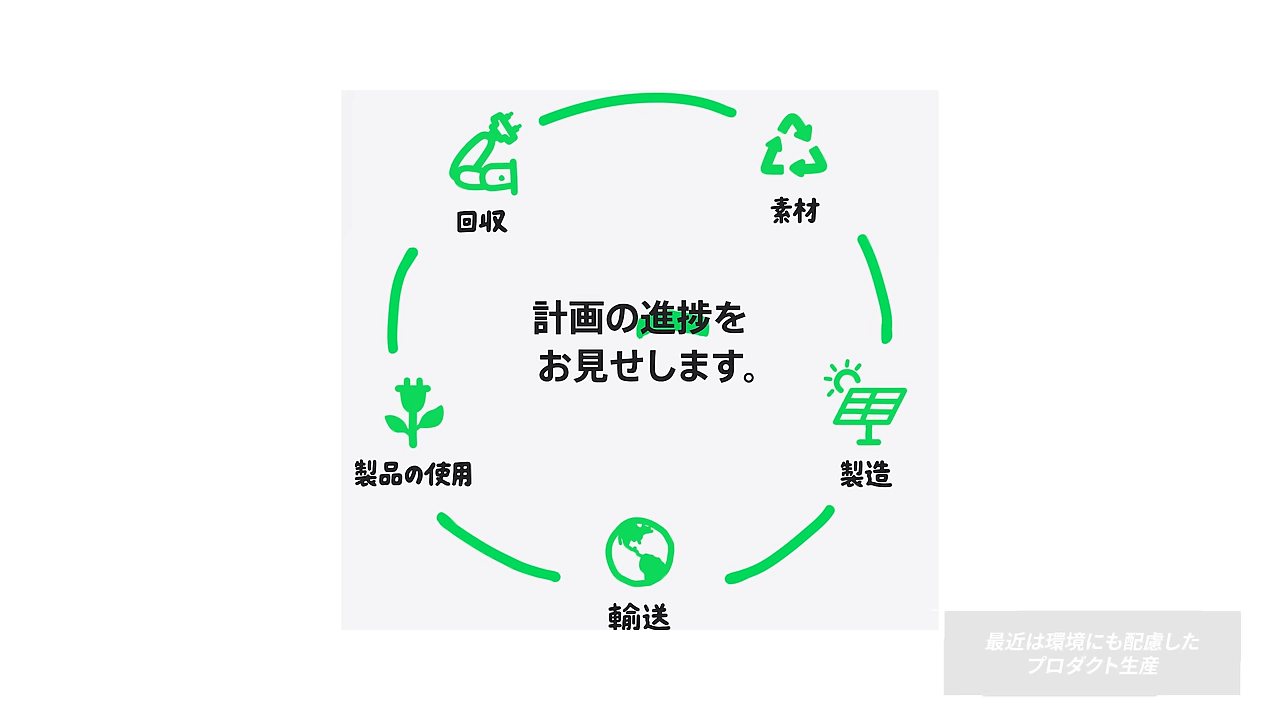 回収
素材
計画の進捗を
お見せします。
製品の使用
製造
輸送
最近は環境にも配慮した
プロダクト生産